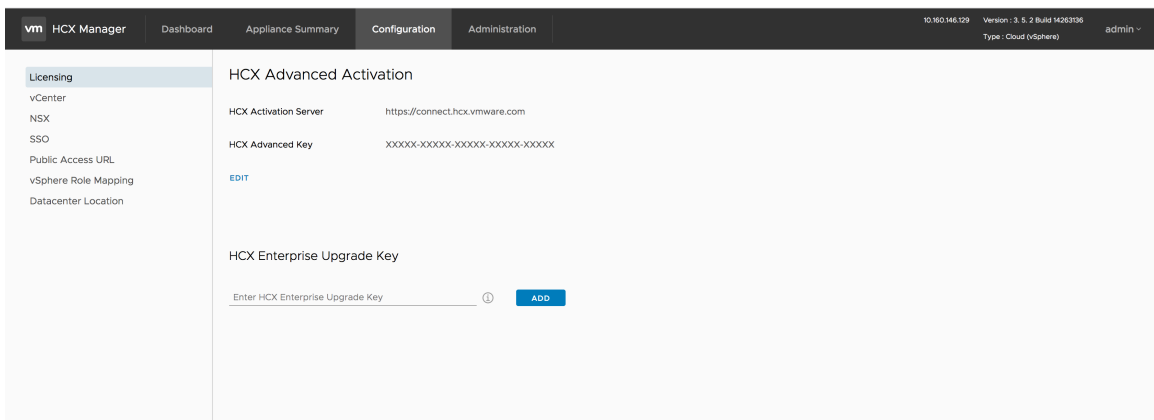 vm HCX Manager Dashboard Appliance Summary Configuration Administration
10.160.146.129 Version : 3. 5. 2 Build 14263136
Type : Cloud (vSphere)
admin
Licensing
vCenter
NSX
SSO
Public Access URL
vSphere Role Mapping
Datacenter Location
HCX Advanced Activation
HCX Activation Server https://connect.hcx.vmware.com
HCX Advanced Key XXXXX-XXXXX-XXXXX-XXXXX-XXXXX
EDIT
HCX Enterprise Upgrade Key
Enter HCX Enterprise Upgrade Key ADD